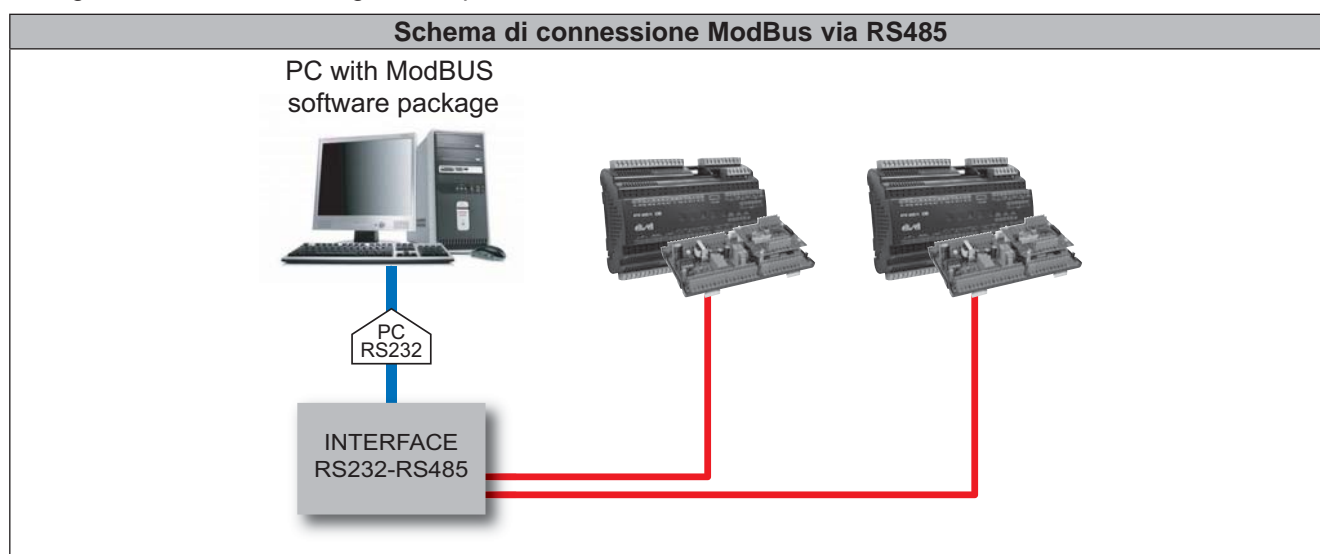 Schema di connessione ModBus via RS485
PC with ModBUS
software package
PC
RS232
INTERFACE
RS232-RS485